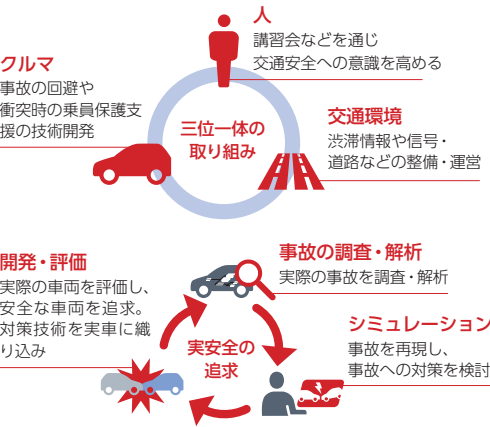 人
講習会などを通じ
交通安全への意識を高める
クルマ
事故の回避や
衝突時の乗員保護支
援の技術開発
三位一体の
取り組み
交通環境
渋滞情報や信号・
道路などの整備・運営
事故の調査・解析
実際の事故を調査・解析
開発・評価
実際の車両を評価し、
安全な車両を追求。
対策技術を実車に織
り込み
実安全の
追求
シミュレーション
事故を再現し、
事故への対策を検討